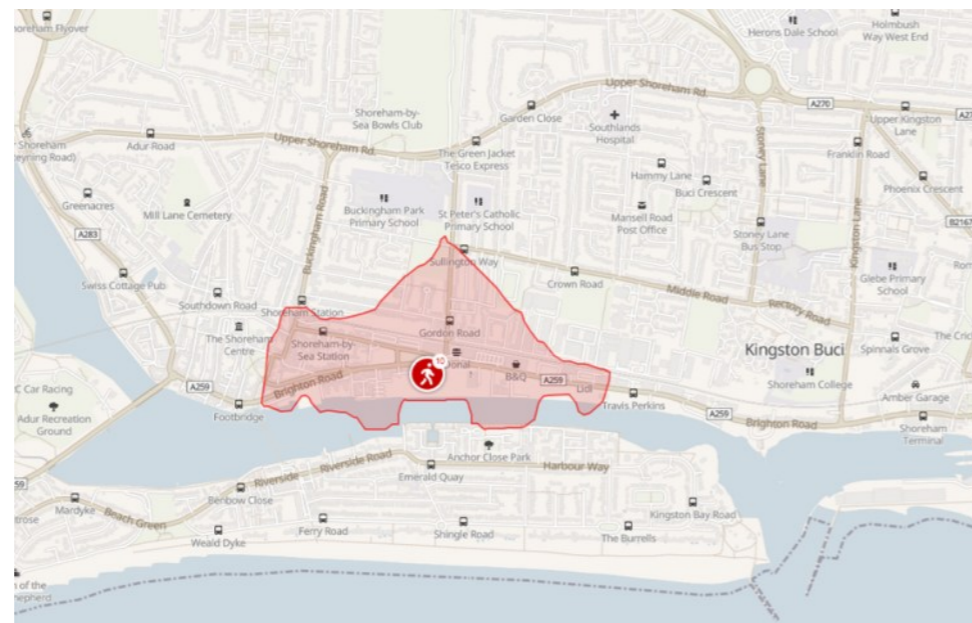 Herons Dale School
Holmbush
Way West End
Upper Shoreham Rd
A270
Shoreham-by-
Sea Bowls Club
Garden Close
Southlands
Hospital
Upper Kingston
Lane
Adur Road
Upper Shoreham Rd
The Green Jacket
Tesco Express
Stoney Lane
Franklin Road
Hammy Lane
Buci Crescent
Phoenix Crescent
Greenacres
Mill Lane Cemetery
Buckingham Road
Buckingham Park
Primary School
St Peter's Catholic
Primary School
Mansell Road
Post Office
Kingston Lane
B2167
A283
Stoney Lane
Bus Stop
Sullington Way
Glebe Primary
School
Swiss Cottage Pub
Crown Road
Middle Road
Rectory Road
Southdown Road
Shoreham Station
Gordon Road
The Shoreham
Centre
Shoreham-by-
Sea Station
10
Kingston Buci
Spinnals Grove
B&Q
Brighton Road
A259
A259
Lidl
Shoreham College
Amber Garage
Footbridge
Travis Perkins
A259
Brighton Road
Shoreham
Terminal
Car Racing
Adur Recreation
Ground
Riverside Road
Anchor Close Park
Emerald Quay
Harbour Way
Riverside
Benbow Close
Mardyke
Beach Green
Kingston Bay Road
Weald Dyke
Ferry Road
Shingle Road
The Burrells
of the